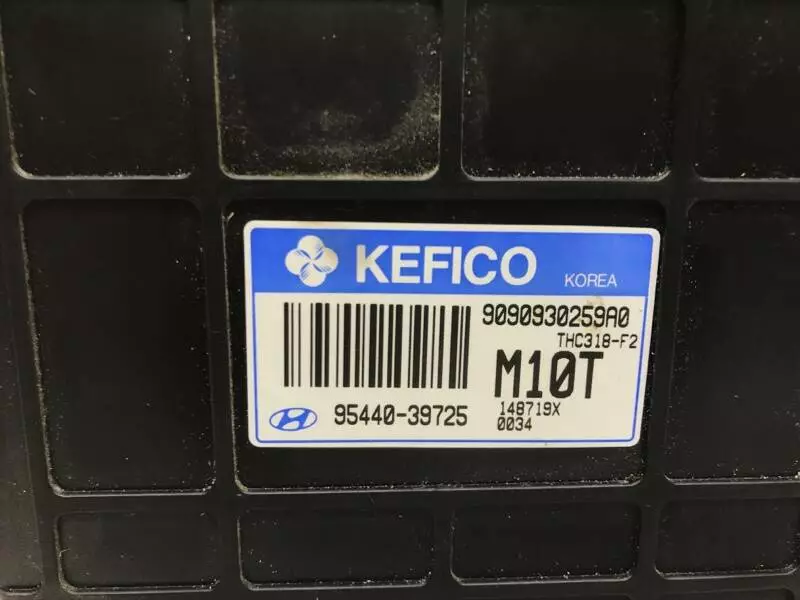 KEFICO
KOREA
9090930259A0
THC318-F2
M10T
95440-39725
148719X
0034